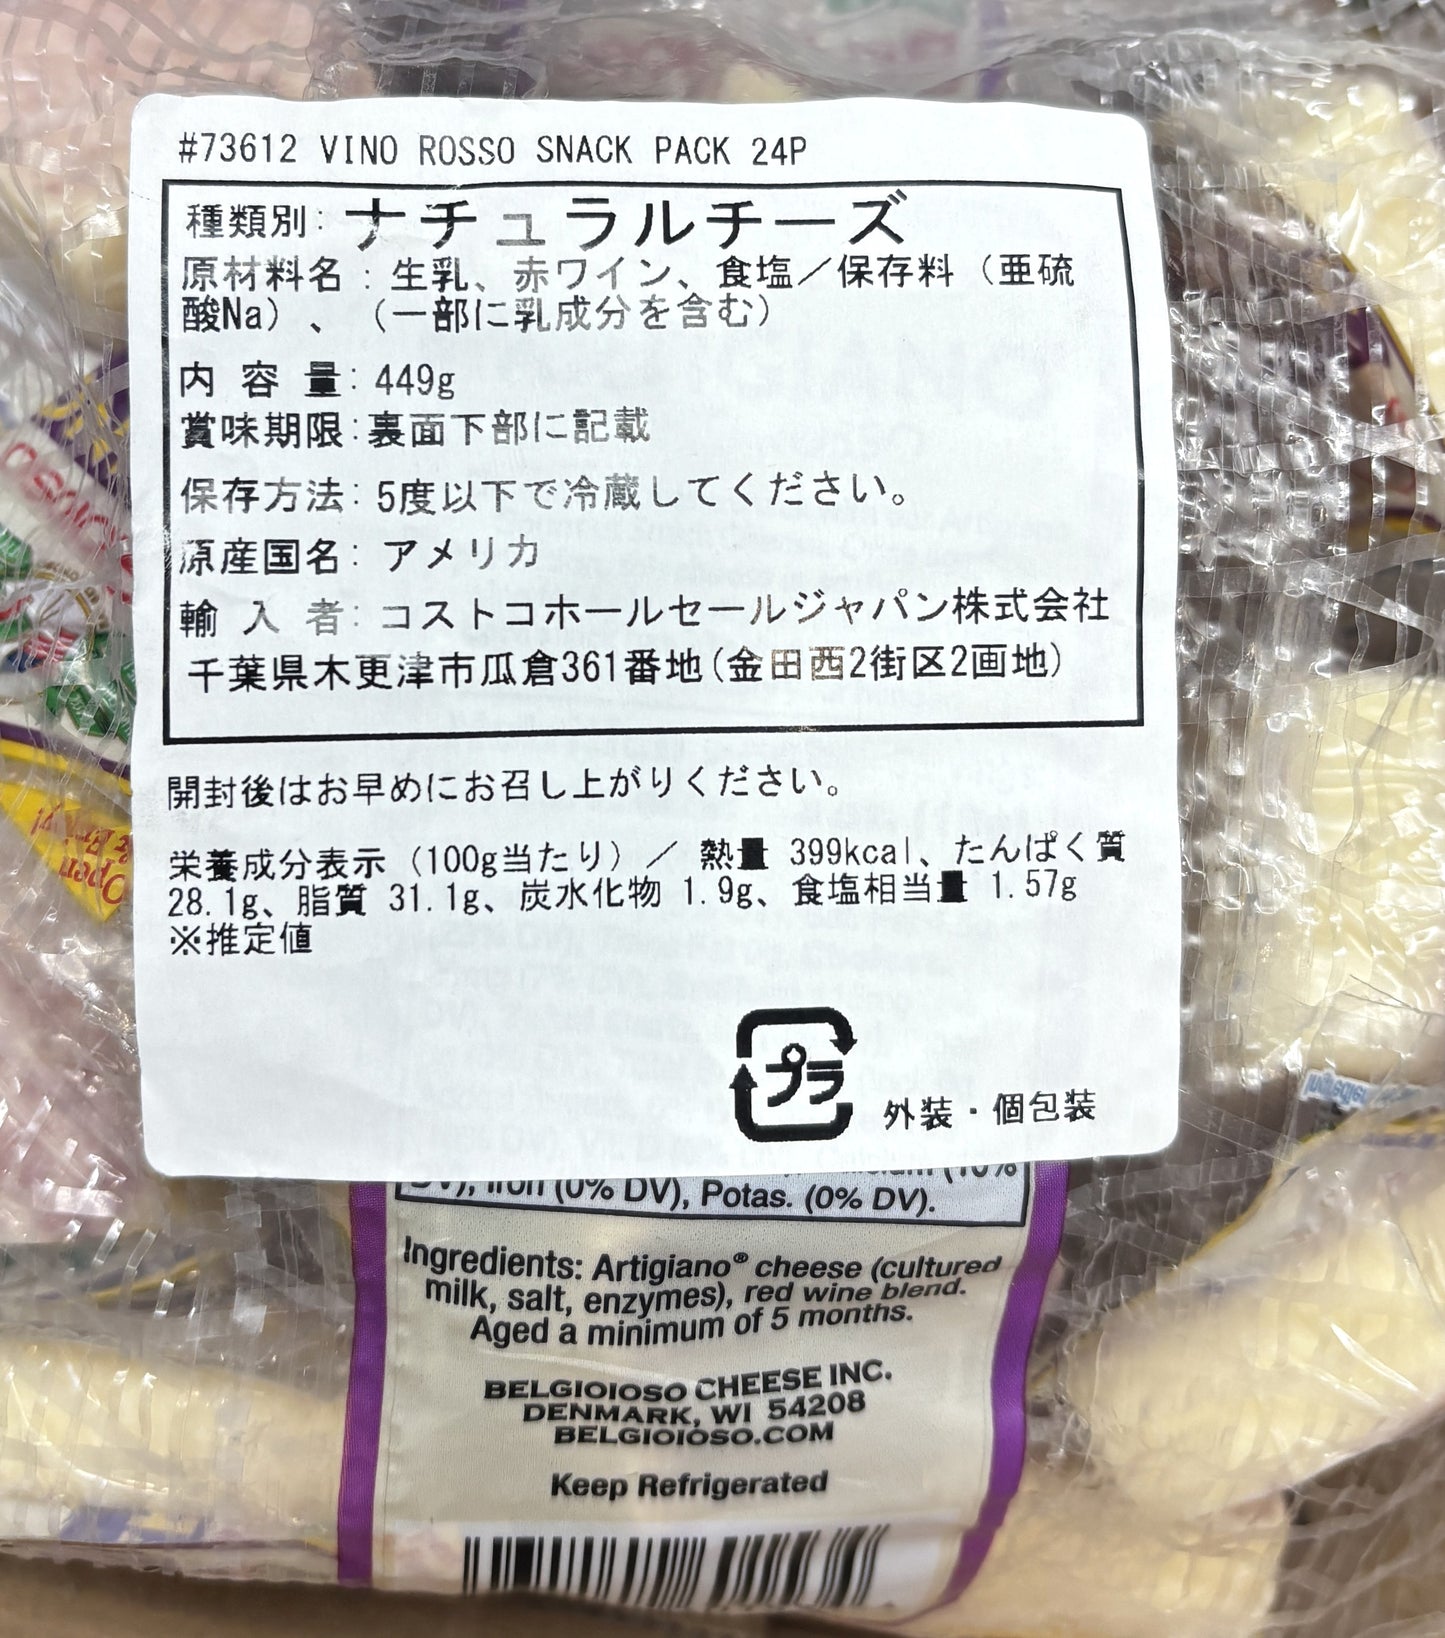 #73612 VINO ROSSO SNACK PACK 24P
種類別: ナチュラルチーズ
原材料名:生乳、赤ワイン、食塩/保存料(亜硫
酸Na)、(一部に乳成分を含む)
内容量: 449g
賞味期限:裏面下部に記載
保存方法: 5度以下で冷蔵してください。
原産国名: アメリカ
輸入者: コストコホールセールジャパン株式会社
千葉県木更津市瓜倉361番地(金田西2街区2画地)
開封後はお早めにお召し上がりください。
栄養成分表示(100g当たり)/ 熱量 399kcal、たんぱく質
28.1g、脂質 31.1g、炭水化物 1.9g、食塩相当量 1.57g
※推定値
プラ
外装・個包装
Iron (0% DV), Potas. (0% DV).
Ingredients: Artigiano® cheese (cultured
milk, salt, enzymes), red wine blend.
Aged a minimum of 5 months.
BELGIOIOSO CHEESE INC.
DENMARK, WI 54208
BELGIOIOSO.COM
Keep Refrigerated